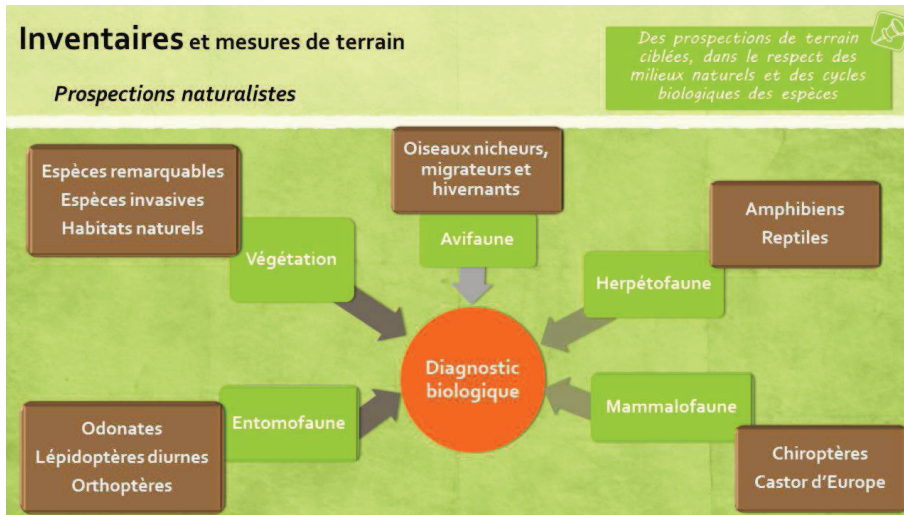 Inventaires et mesures de terrain
Prospections naturalistes
Des prospections de terrain
ciblées, dans le respect des
milieux naturels et des cycles
biologiques des espèces
Espèces remarquables
Espèces invasives
Habitats naturels
Végétation
Oiseaux nicheurs,
migrateurs et
hivernants
Avifaune
Amphibiens
Reptiles
Herpétofaune
Diagnostic
biologique
Odonates
Lépidoptères diurnes
Orthoptères
Entomofaune
Mammalofaune
Chiroptères
Castor d'Europe